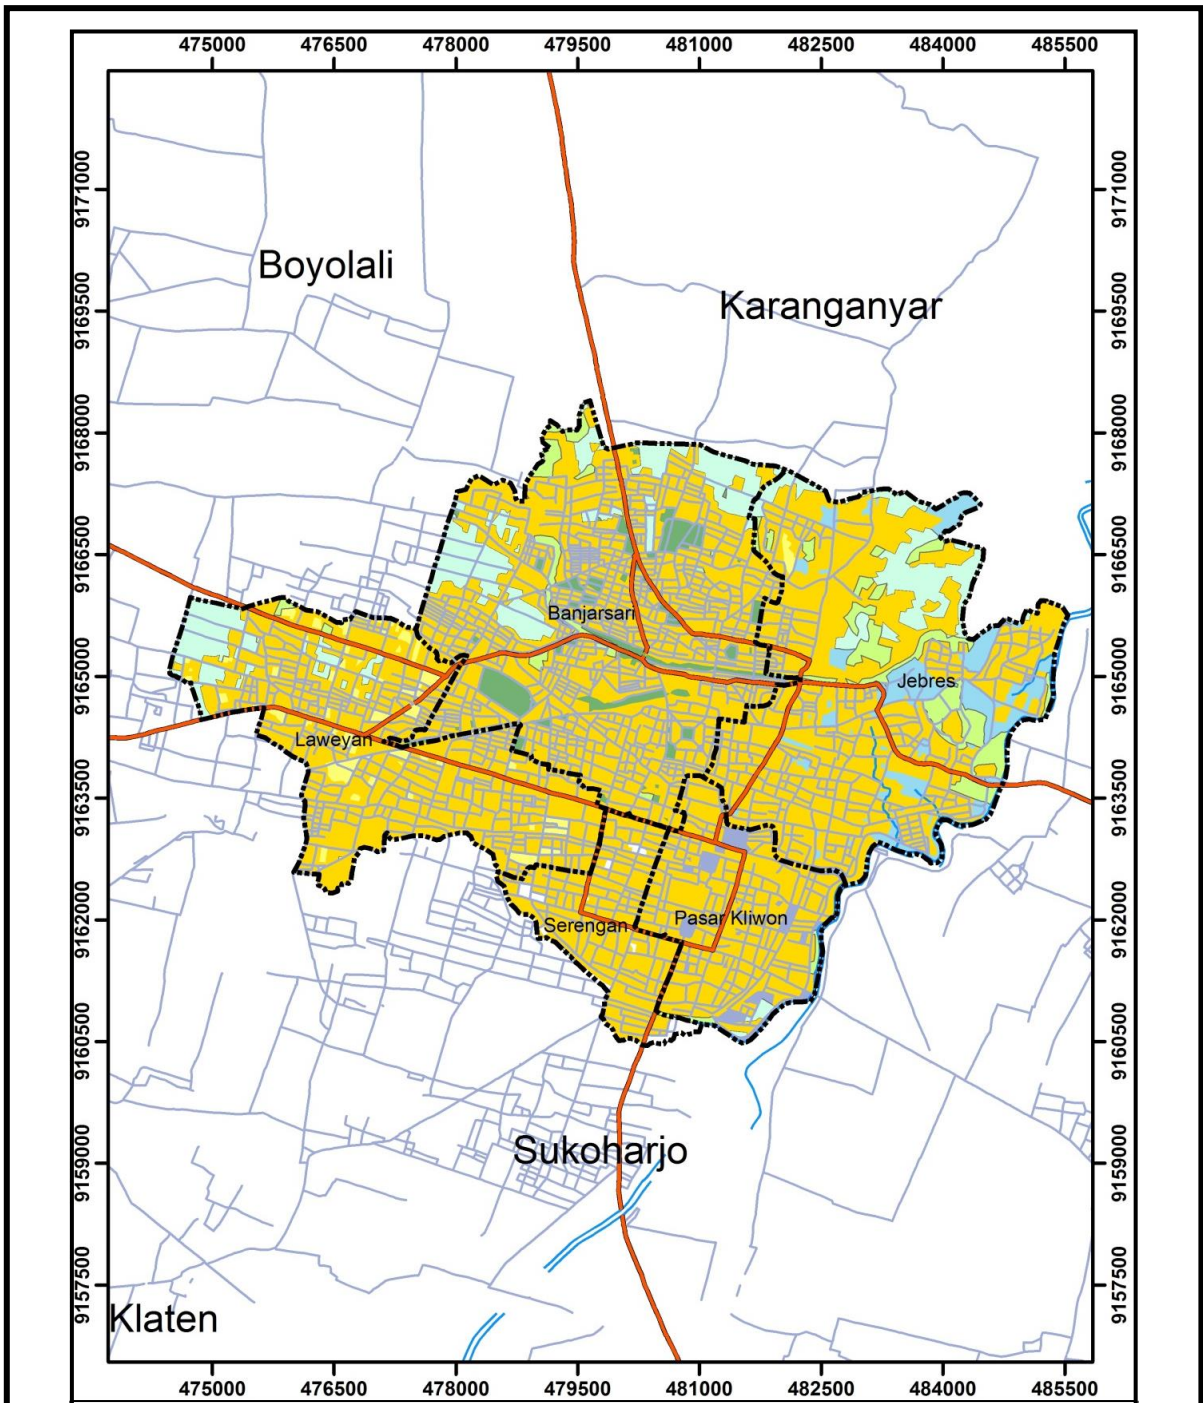 475000 476500 478000 479500 481000 482500 484000 485500
9171000 9171000
Boyolali
Karanganyar
9169500 9169500
9168000 9168000
9166500 9166500
Banjarsari
9165000 9165000
Jebres
Laweyan
9163500 9163500
9162000 9162000
Pasar Kliwon
Serengan
9160500 9160500
Sukoharjo
9159000 9159000
9157500 9157500
Klaten
475000 476500 478000 479500 481000 482500 484000 485500